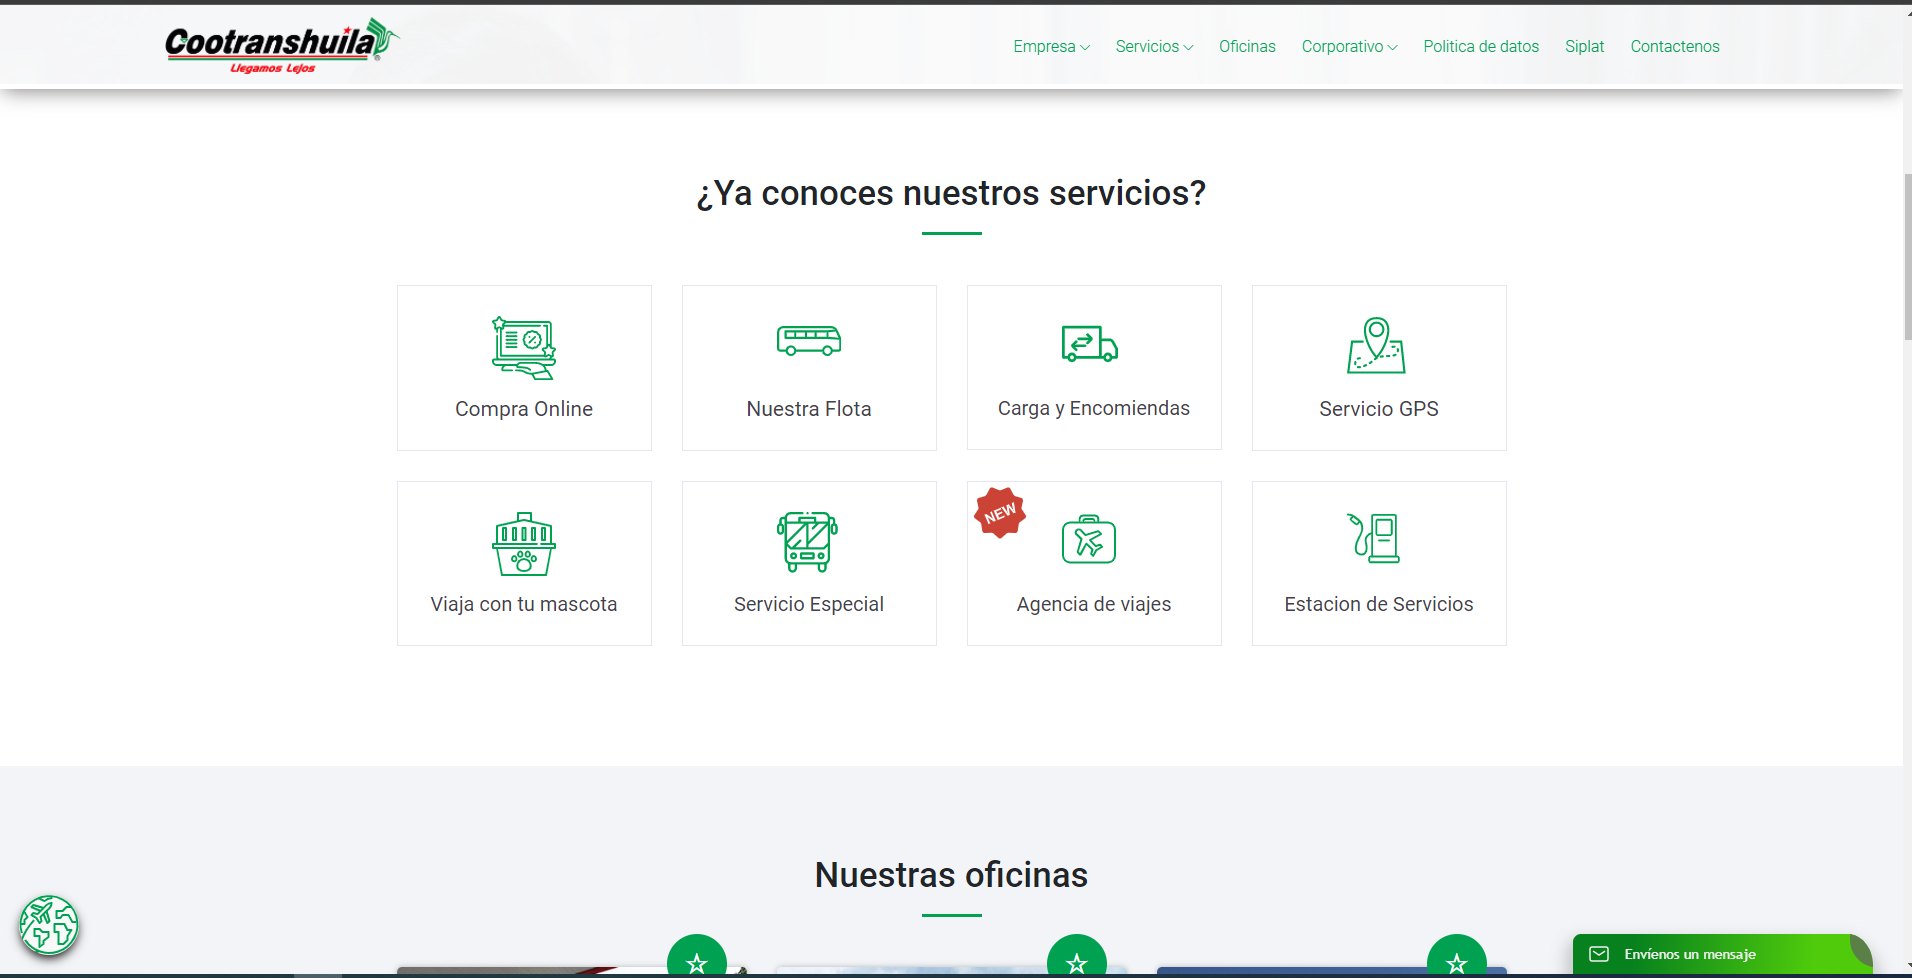 Cootranshuila
Llegamos Lejos
Empresa
Servicios
Oficinas
Corporativo
Politica de datos
Siplat
Contactenos
¿Ya conoces nuestros servicios?
Compra Online
Nuestra Flota
Carga y Encomiendas
Servicio GPS
Viaja con tu mascota
Servicio Especial
NEW
Agencia de viajes
Estacion de Servicios
Nuestras oficinas
Envíenos un mensaje